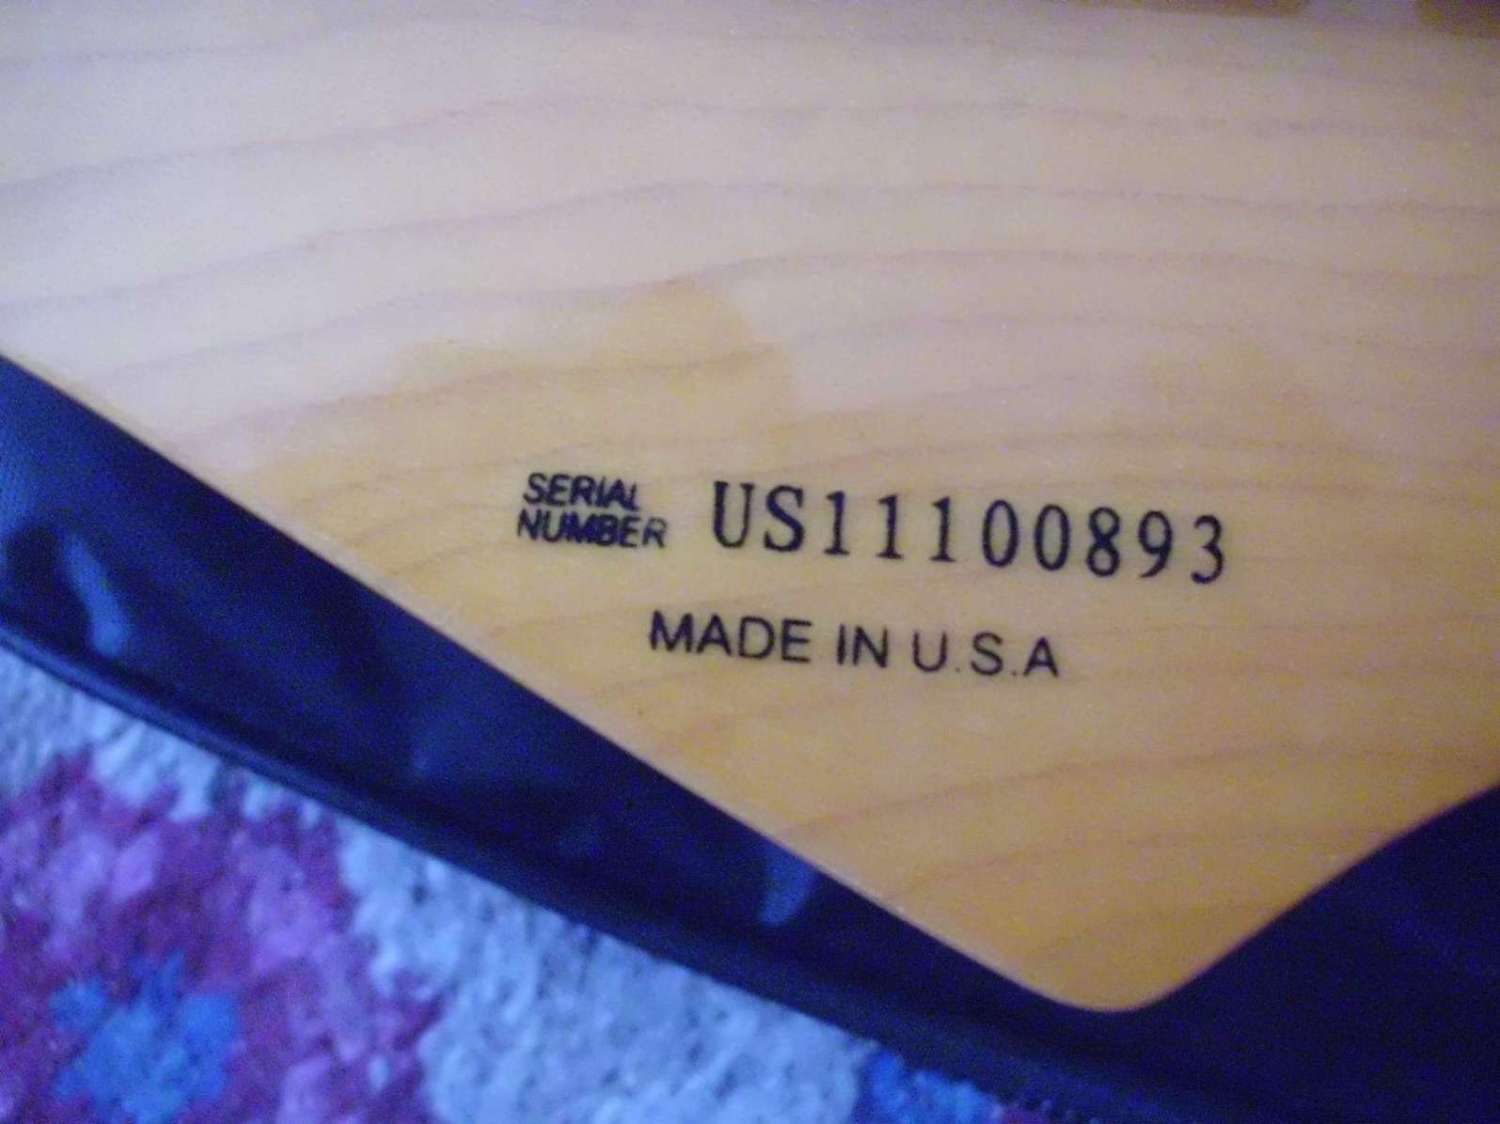 SERIAL
NUMBER US11100893
MADE IN U.S.A